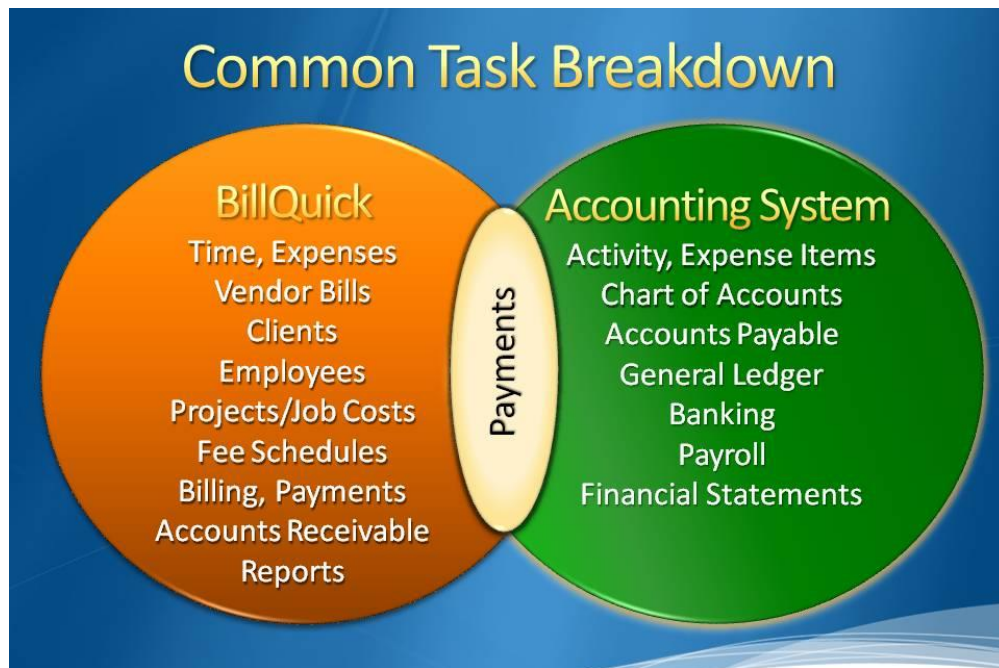 Common Task Breakdown
BillQuick
Time, Expenses
Vendor Bills
Clients
Employees
Projects/Job Costs
Fee Schedules
Billing, Payments
Accounts Receivable
Reports
Payments
Accounting System
Activity, Expense Items
Chart of Accounts
Accounts Payable
General Ledger
Banking
Payroll
Financial Statements